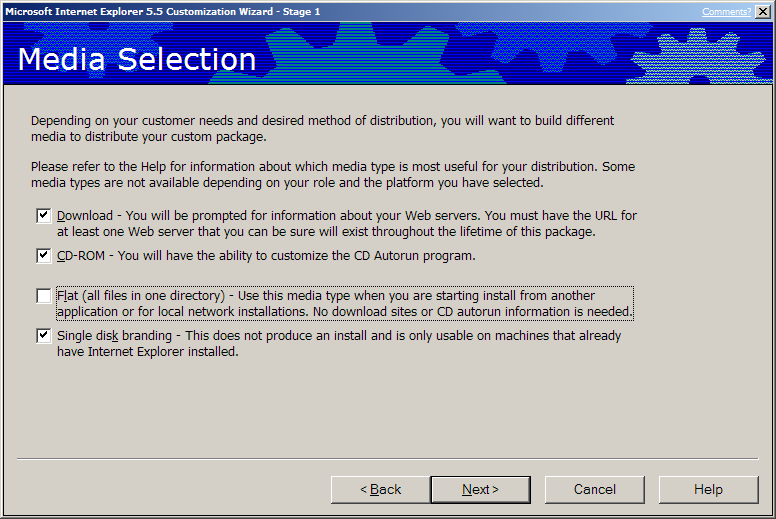 Microsoft Internet Explorer 5.5 Customization Wizard - Stage 1
Comments?
Media Selection
Depending on your customer needs and desired method of distribution, you will want to build different
media to distribute your custom package.
Please refer to the Help for information about which media type is most useful for your distribution. Some
media types are not available depending on your role and the platform you have selected.
Download - You will be prompted for information about your Web servers. You must have the URL for
at least one Web server that you can be sure will exist throughout the lifetime of this package.
CD-ROM - You will have the ability to customize the CD Autorun program.
Flat (all files in one directory) - Use this media type when you are starting install from another
application or for local network installations. No download sites or CD autorun information is needed.
Single disk branding - This does not produce an install and is only usable on machines that already
have Internet Explorer installed.
< Back
Next >
Cancel
Help